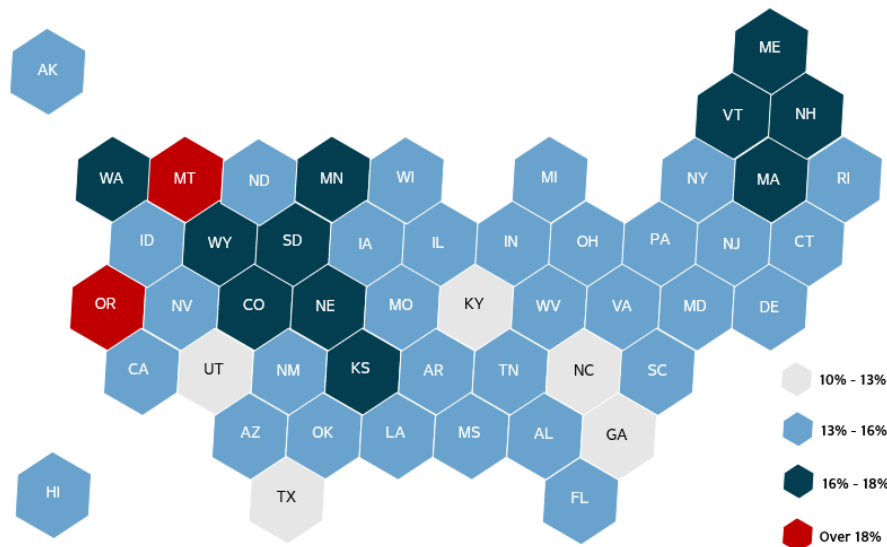 ME
AK
VT NH
WA MT ND MN WI MI NY MA RI
ID WY SD IA IL IN OH PA NJ CT
OR NV CO NE MO KY WV VA MD DE
CA UT NM KS AR TN NC SC
10% - 13%
AZ OK LA MS AL GA
13% - 16%
HI TX FL
16% - 18%
Over 18%